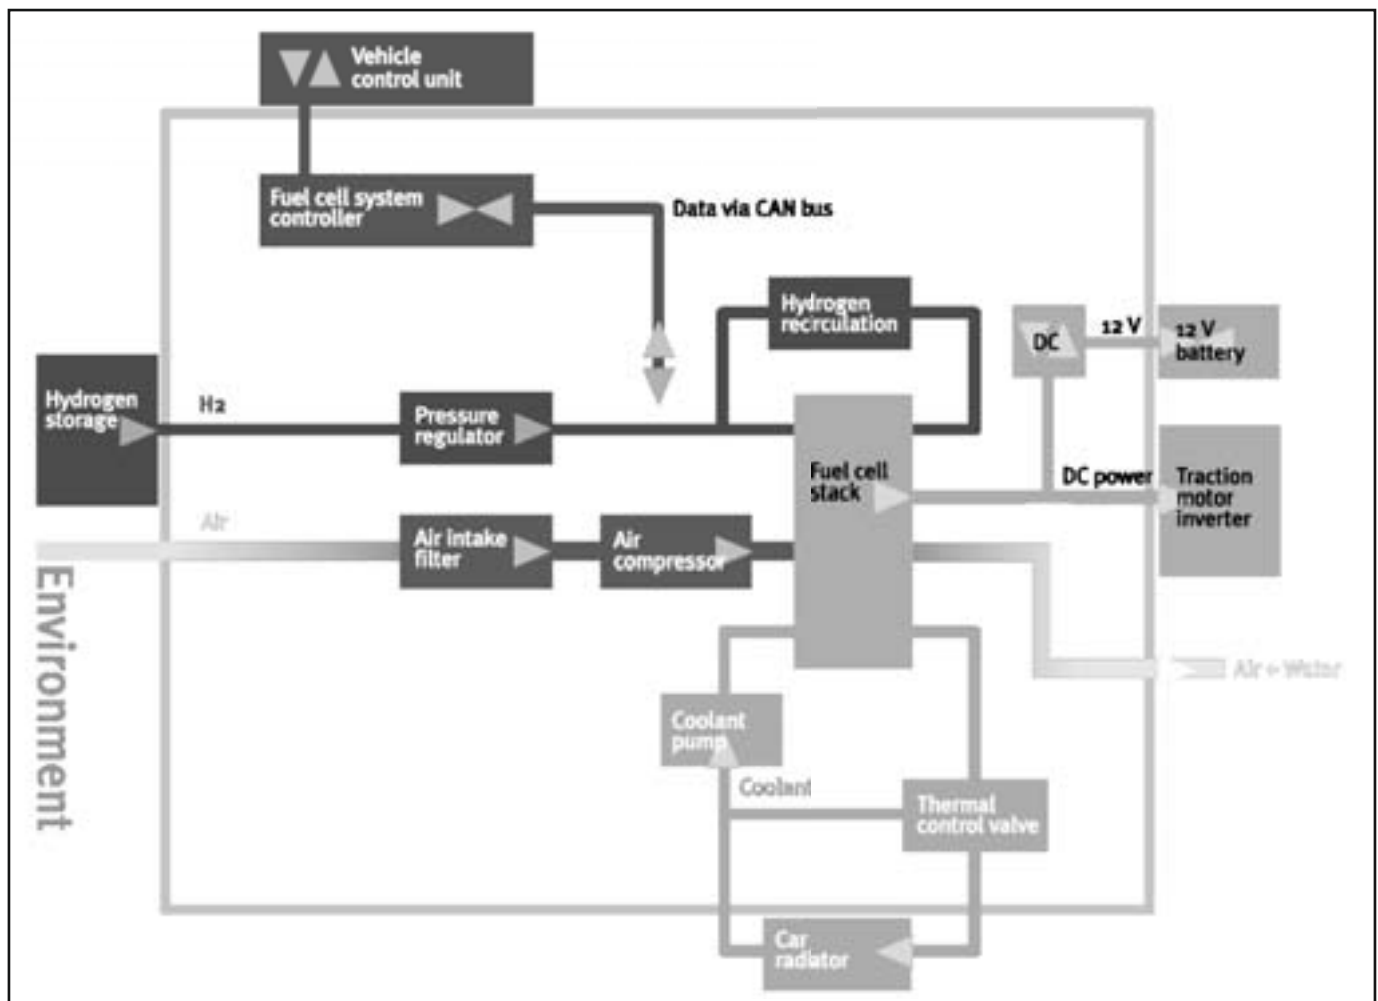 Vehicle
control unit
Fuel cell system
controller
Data via CAN bus
Hydrogen
recirculation
DC
12 V
12 V
battery
Hydrogen
storage
H2
Pressure
regulator
Fuel cell
stack
DC power
Traction
motor
inverter
Air
Air intake
filter
Air
compressor
Environment
Air + Water
Coolant
pump
Coolant
Thermal
control valve
Car
radiator